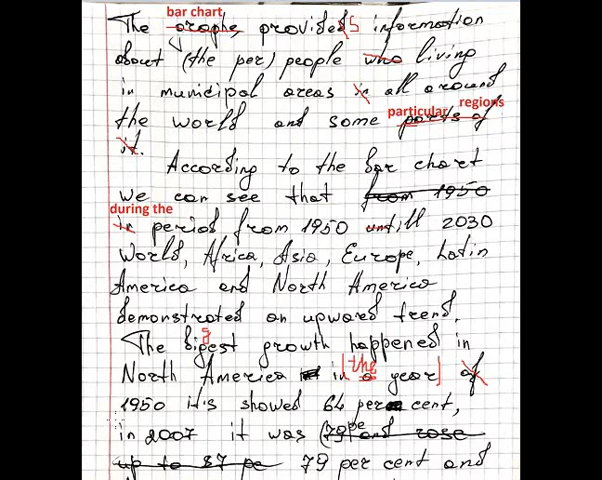 bar chart
The graphs provided s information
about (the per) people who living
in municipal areas in all around
particular regions
the world and some parts of
it.
According to the bar chart
we can see that from 1950
during the
in period from 1950 untill 2030
World, Africa, Asia, Europe, Latin
America and North America
demonstrated an upward trend.
g
The bigest growth happened in
North America in (the a year) of
1950 it's showed 64 per cent,
in 2007 it was (79pe and rose
up to 87 pe 79 per cent and